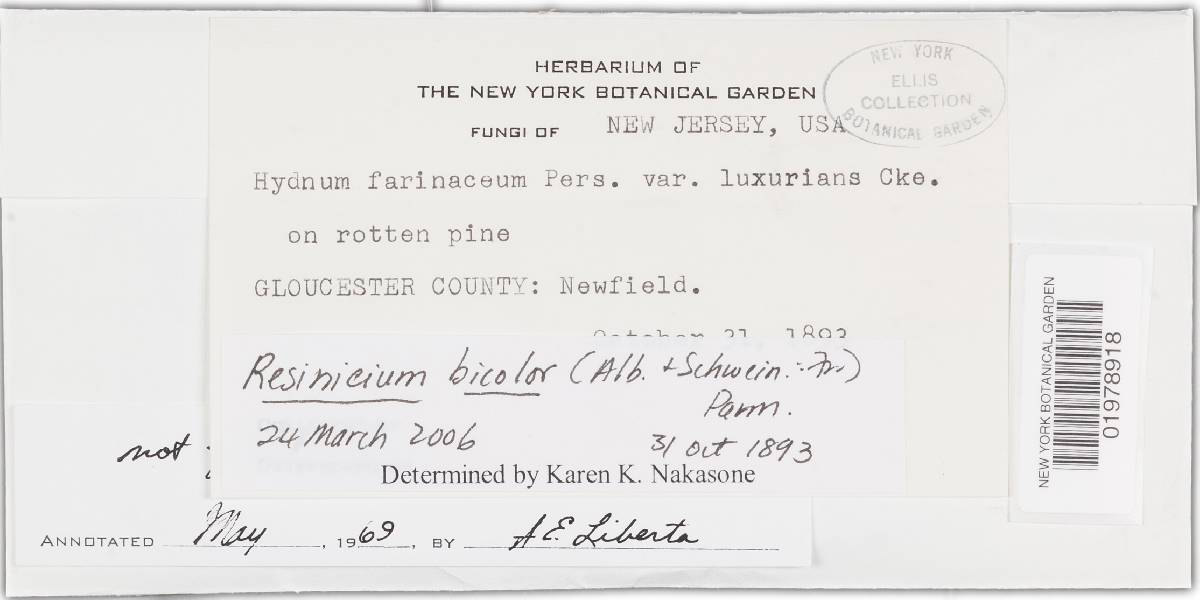 HERBARIUM OF
THE NEW YORK BOTANICAL GARDEN
FUNGI OF NEW JERSEY, USA
NEW YORK
ELLIS
COLLECTION
BOTANICAL GARDEN
Hydnum farinaceum Pers. var. luxurians Cke.
on rotten pine
GLOUCESTER COUNTY: Newfield.
October 31, 1893
Resinicium bicolor (Alb. + Schwein.: Fr.)
Parm.
24 March 2006 31 Oct 1893
Determined by Karen K. Nakasone
not
ANNOTATED May, 1969, BY A E. Liberta
NEW YORK BOTANICAL GARDEN
01978918